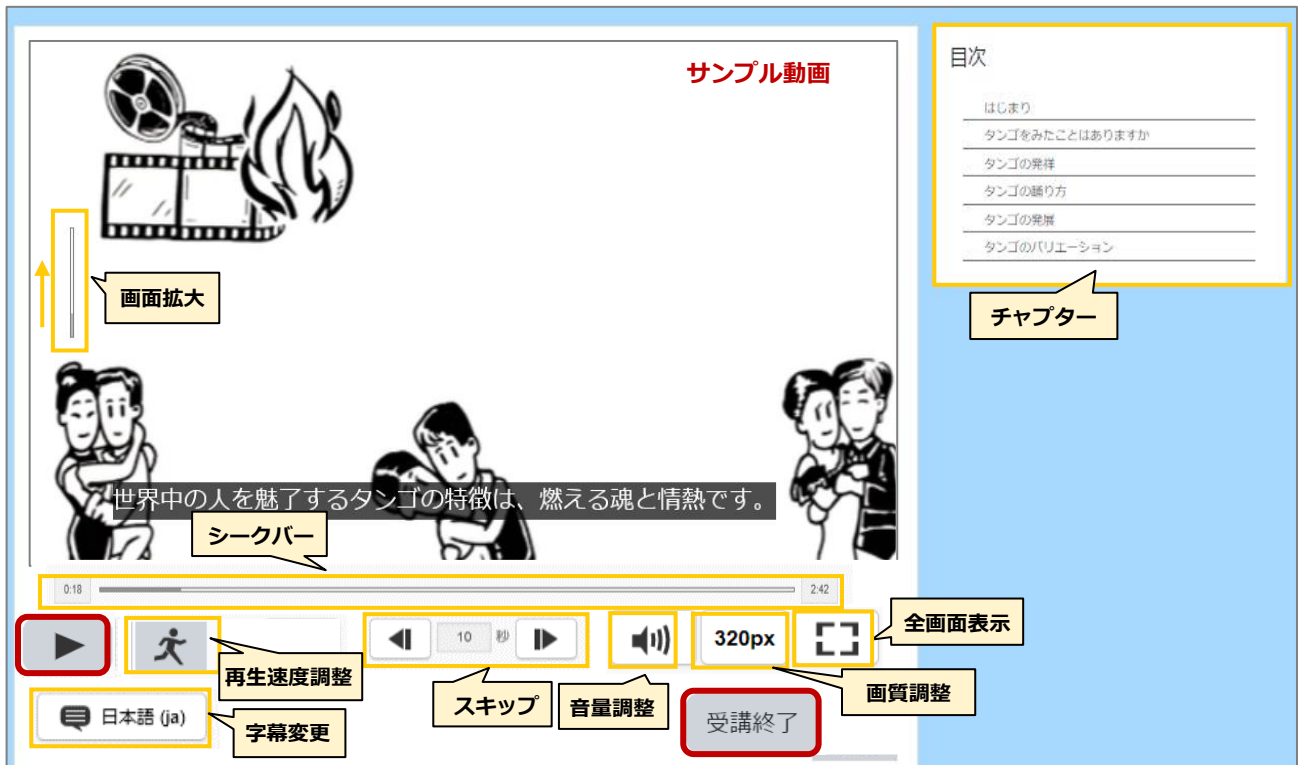 サンプル動画
目次
はじまり
タンゴをみたことはありますか
タンゴの発祥
タンゴの踊り方
タンゴの発展
タンゴのバリエーション
チャプター
画面拡大
世界中の人を魅了するタンゴの特徴は、燃える魂と情熱です。
シークバー
0:18
2:42
10 秒
320px
全画面表示
再生速度調整
スキップ
音量調整
画質調整
日本語 (ja)
字幕変更
受講終了